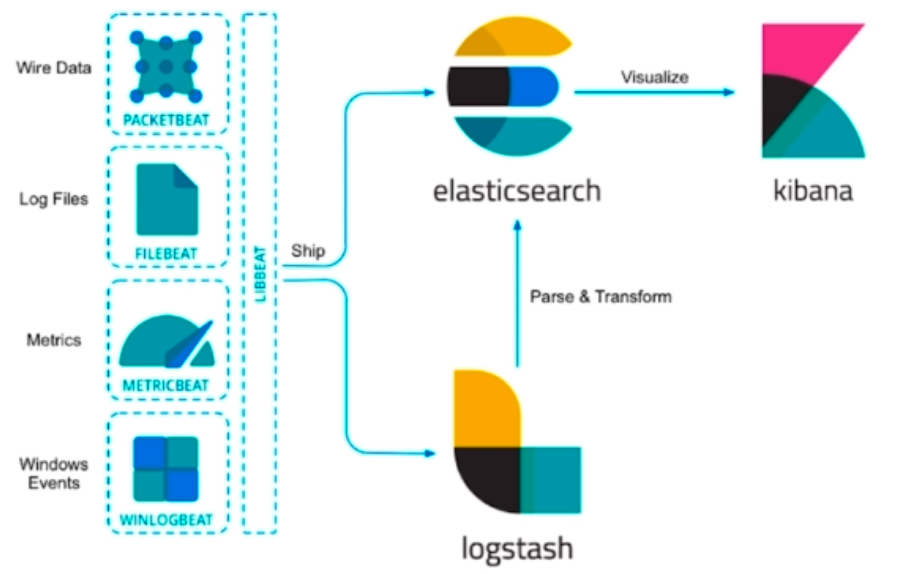 Wire Data
PACKETBEAT
Log Files
FILEBEAT
Metrics
METRICBEAT
Windows
Events
WINLOGBEAT
LIBBEAT
Ship
elasticsearch
Visualize
kibana
Parse & Transform
logstash